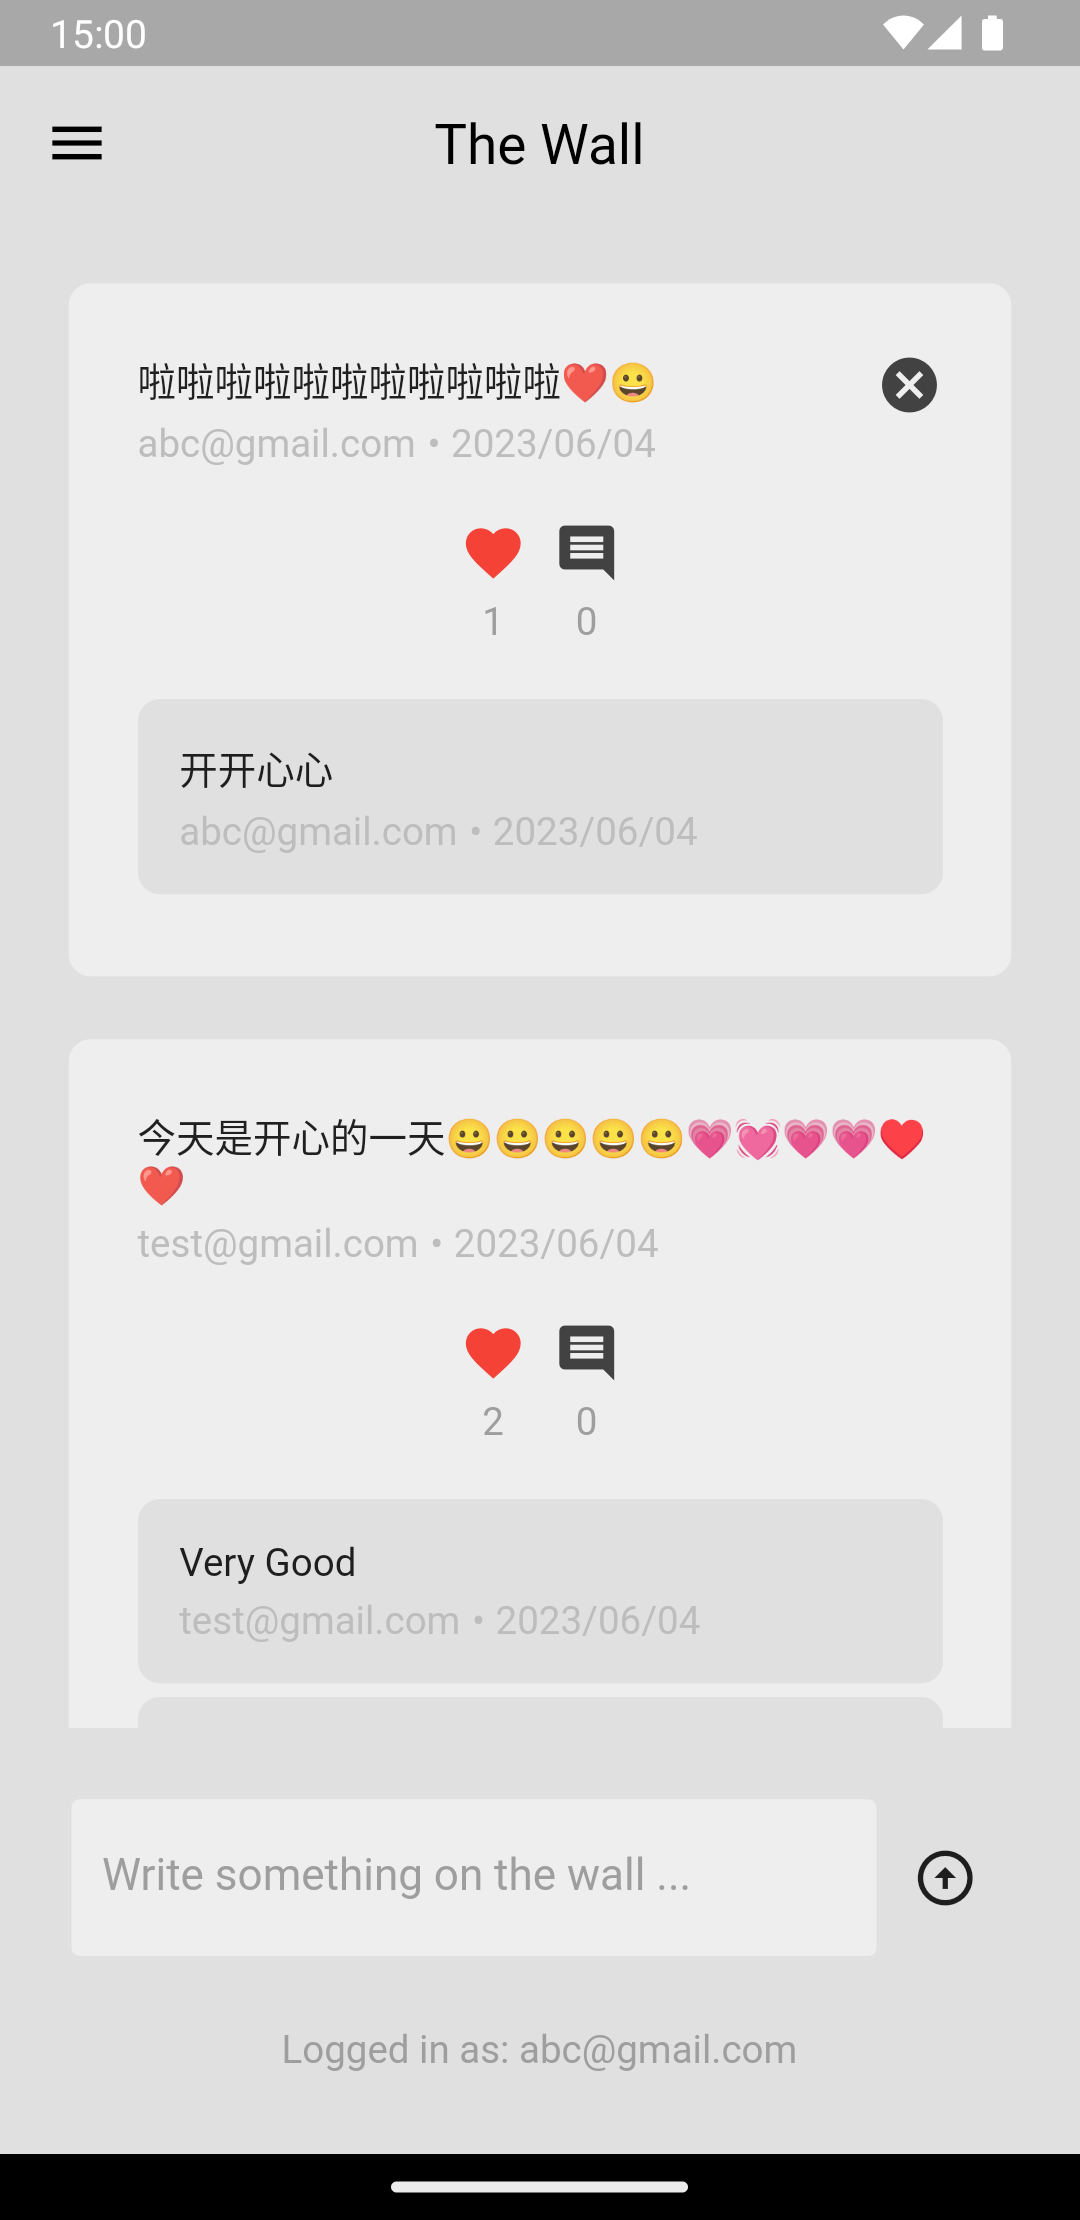 15:00
The Wall
啦啦啦啦啦啦啦啦啦啦啦❤️😀
abc@gmail.com • 2023/06/04
1 0
开开心心
abc@gmail.com • 2023/06/04
今天是开心的一天😀😀😀😀😀💗💓💗💗♥️
❤️
test@gmail.com • 2023/06/04
2 0
Very Good
test@gmail.com • 2023/06/04
Write something on the wall ...
Logged in as: abc@gmail.com